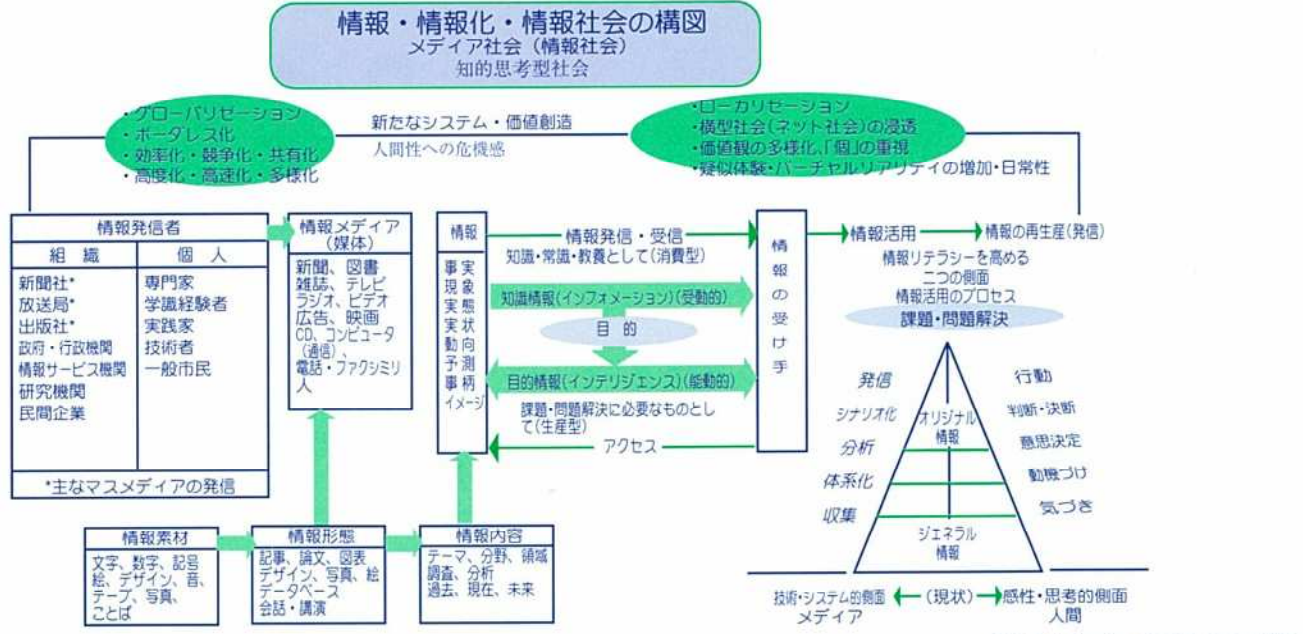 情報・情報化・情報社会の構図
メディア社会（情報社会）
知的思考型社会
・グローバリゼーション
・ボーダレス化
・効率化・競争化・共有化
・高度化・高速化・多様化
新たなシステム・価値創造
人間性への危機感
・ローカリゼーション
・横型社会(ネット社会)の浸透
・価値観の多様化、「個」の重視
・疑似体験・バーチャルリアリティの増加・日常性
情報発信者
組　織
新聞社*
放送局*
出版社*
政府・行政機関
情報サービス機関
研究機関
民間企業
個　人
専門家
学識経験者
実践家
技術者
一般市民
*主なマスメディアの発信
情報メディア
（媒体）
新聞、図書
雑誌、テレビ
ラジオ、ビデオ
広告、映画
CD、コンピュータ
（通信）、
電話・ファクシミリ
人
情報
事実
現象
実態
実状
動向
予測
事柄
イメージ
情報発信・受信
知識・常識・教養として(消費型)
知識情報(インフォメーション)(受動的)
目　的
目的情報(インテリジェンス)(能動的)
課題・問題解決に必要なものとし
て(生産型)
アクセス
情報の受け手
情報活用
情報の再生産(発信)
情報リテラシーを高める
二つの側面
情報活用のプロセス
課題・問題解決
発信
シナリオ化
分析
体系化
収集
オリジナル
情報
ジェネラル
情報
行動
判断・決断
意思決定
動機づけ
気づき
技術・システム的側面
メディア
（現状）
感性・思考的側面
人間
情報素材
文字、数字、記号
絵、デザイン、音、
テープ、写真、
ことば
情報形態
記事、論文、図表
デザイン、写真、絵
データベース
会話・講演
情報内容
テーマ、分野、領域
調査、分析
過去、現在、未来